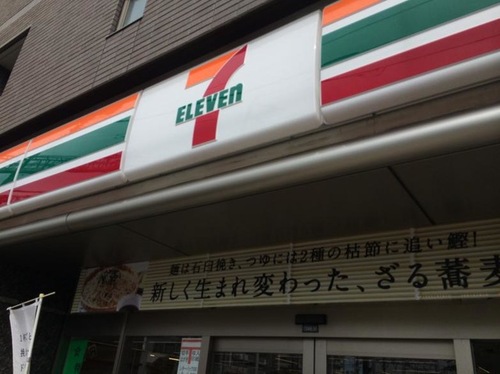 7
ELEVEn
麺は石臼挽き、つゆには2種の枯節に追い鰹!
新しく生まれ変わった、ざる蕎麦